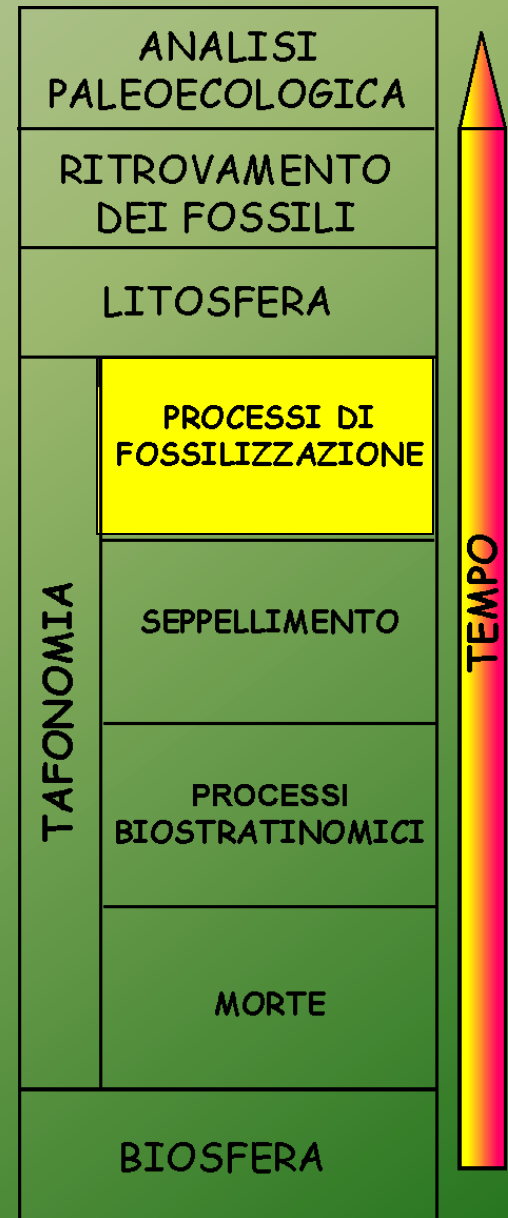 ANALISI
PALEOECOLOGICA
RITROVAMENTO
DEI FOSSILI
LITOSFERA
TAFONOMIA
PROCESSI DI
FOSSILIZZAZIONE
SEPPELLIMENTO
PROCESSI
BIOSTRATINOMICI
MORTE
BIOSFERA
TEMPO